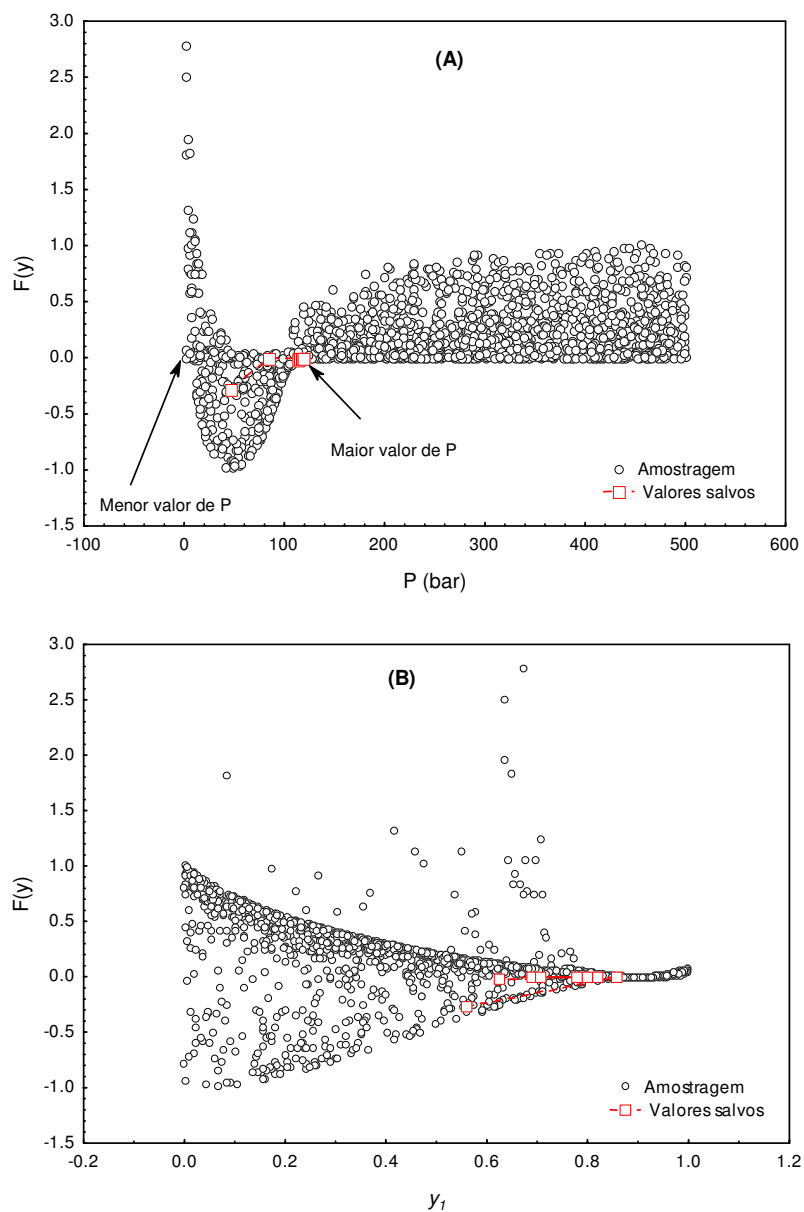 (A)
3.0
2.5
2.0
1.5
1.0
0.5
0.0
-0.5
-1.0
-1.5
F(y)
Maior valor de P
Menor valor de P
Amostragem
Valores salvos
-100 0 100 200 300 400 500 600
P (bar)
(B)
3.0
2.5
2.0
1.5
1.0
0.5
0.0
-0.5
-1.0
-1.5
F(y)
Amostragem
Valores salvos
-0.2 0.0 0.2 0.4 0.6 0.8 1.0 1.2
y1